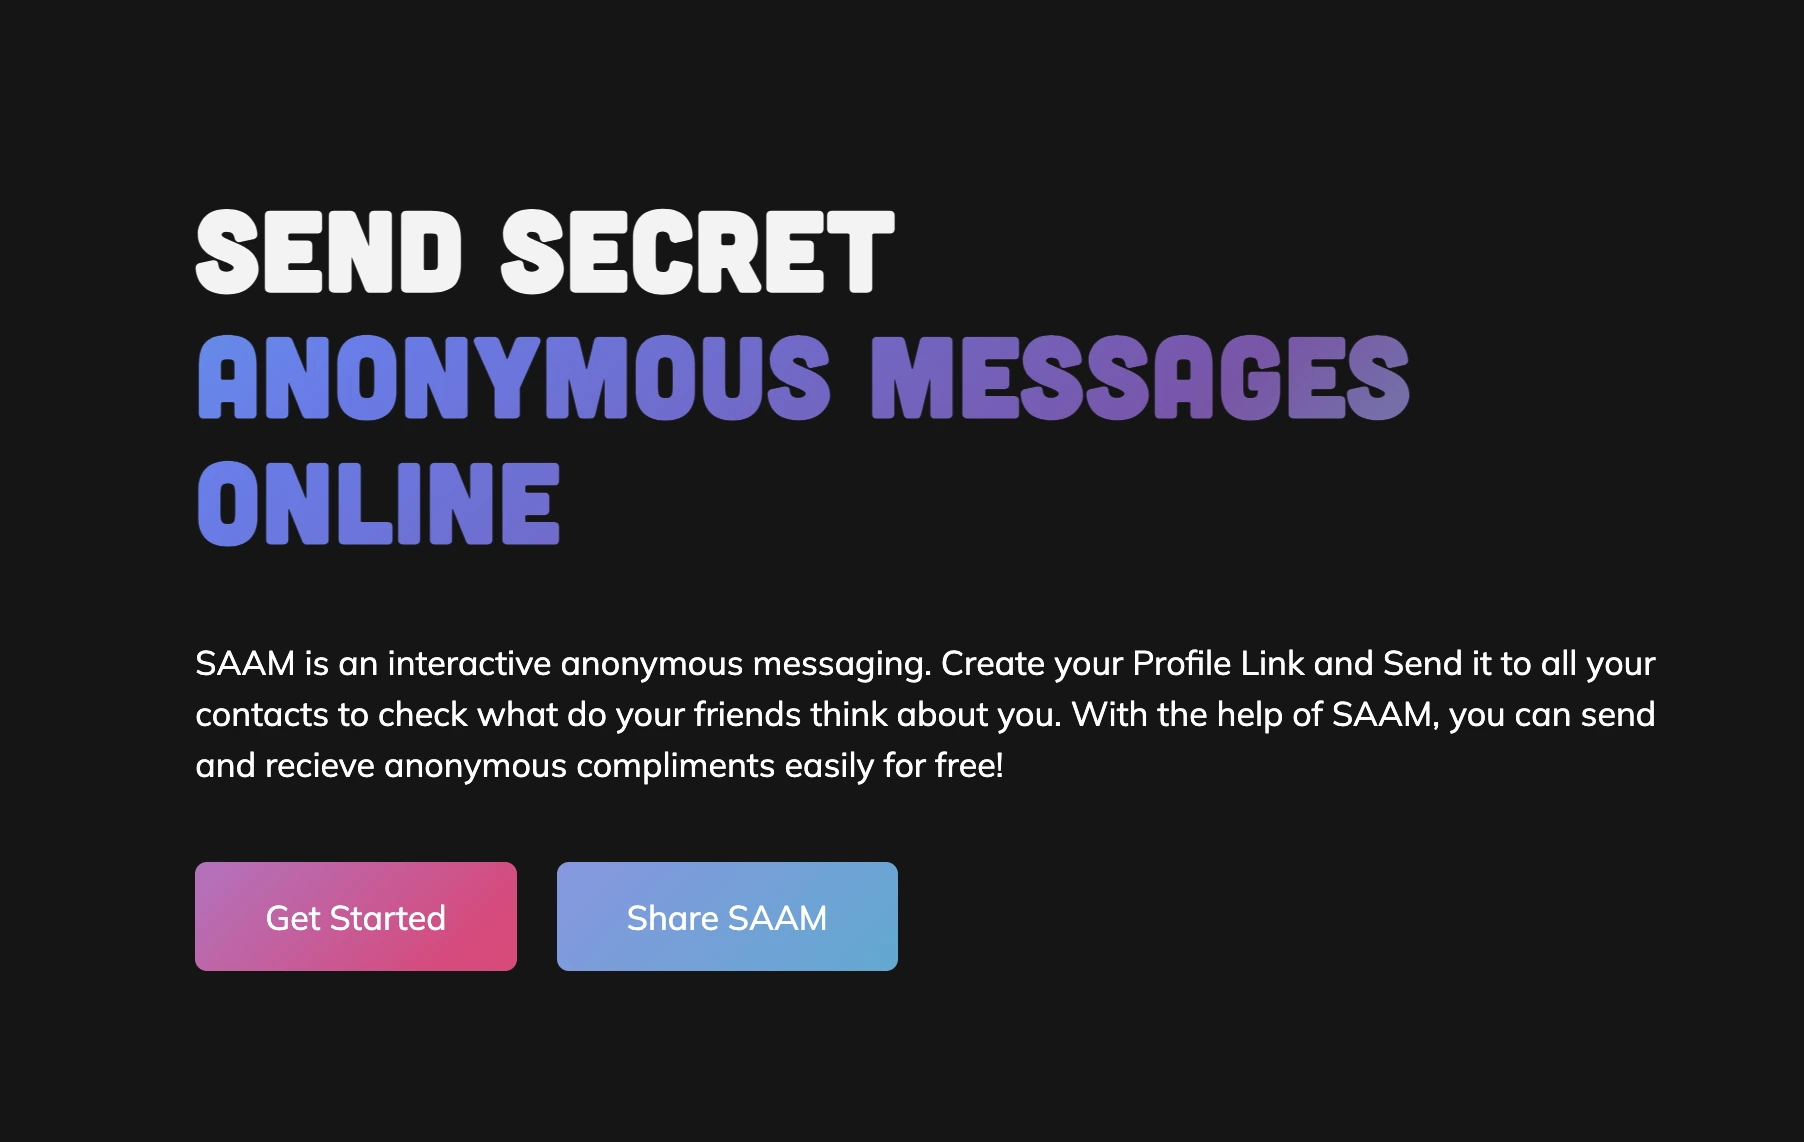 SEND SECRET
ANONYMOUS MESSAGES
ONLINE
SAAM is an interactive anonymous messaging. Create your Profile Link and Send it to all your
contacts to check what do your friends think about you. With the help of SAAM, you can send
and recieve anonymous compliments easily for free!
Get Started
Share SAAM